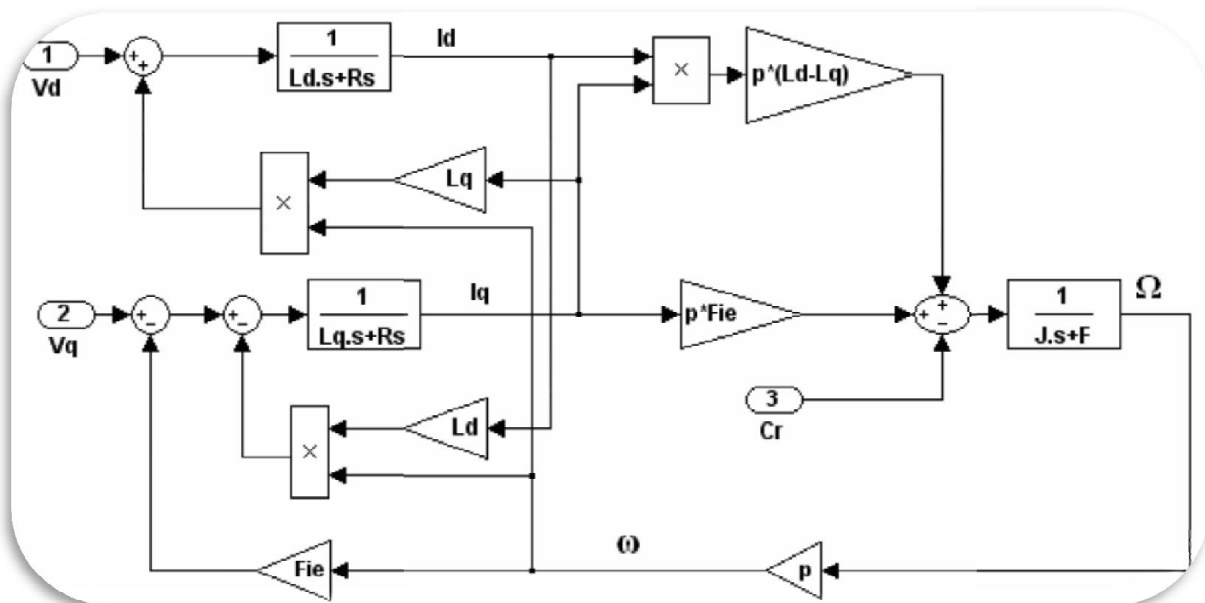 1
Vd
+
+
1
Ld.s+Rs
Id
×
p*(Ld-Lq)
×
Lq
2
Vq
+
−
+
−
1
Lq.s+Rs
Iq
p*Fie
+
+
−
1
J.s+F
Ω
3
Cr
×
Ld
Fie
ω
p